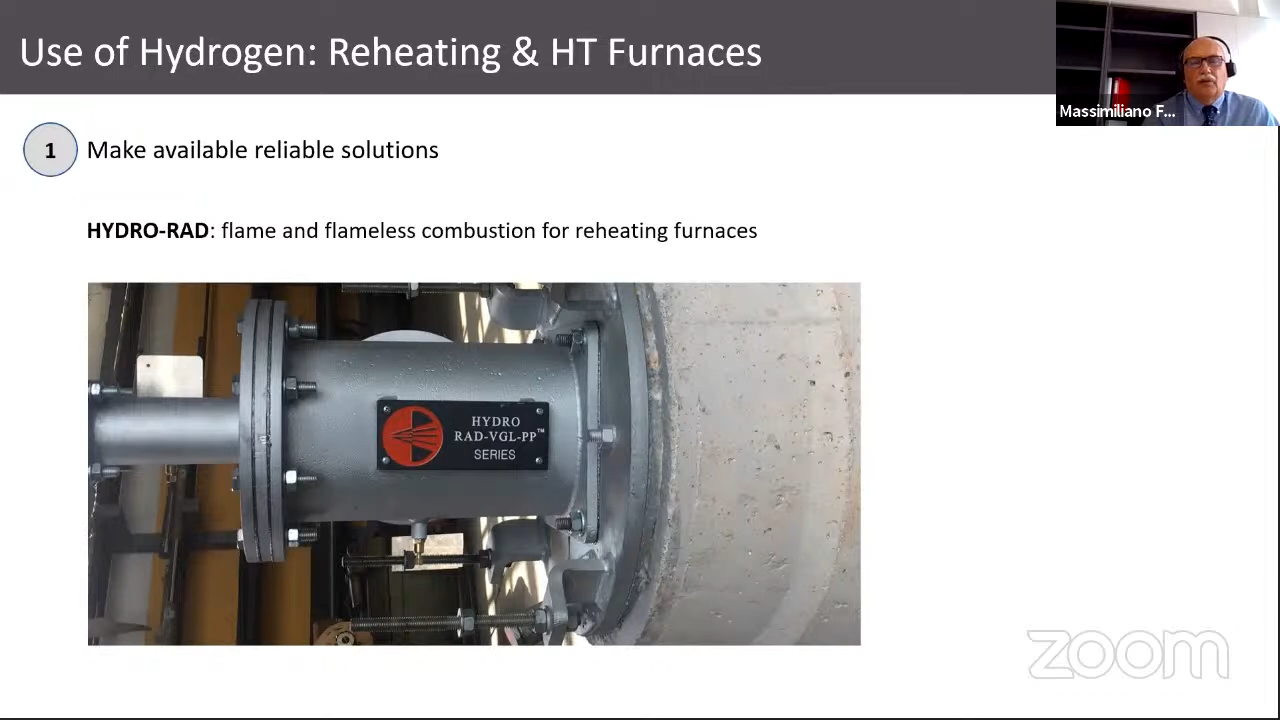 Use of Hydrogen: Reheating & HT Furnaces
Massimiliano F...
1
Make available reliable solutions
HYDRO-RAD: flame and flameless combustion for reheating furnaces
HYDRO
RAD-VGL-PP™
SERIES
zoom